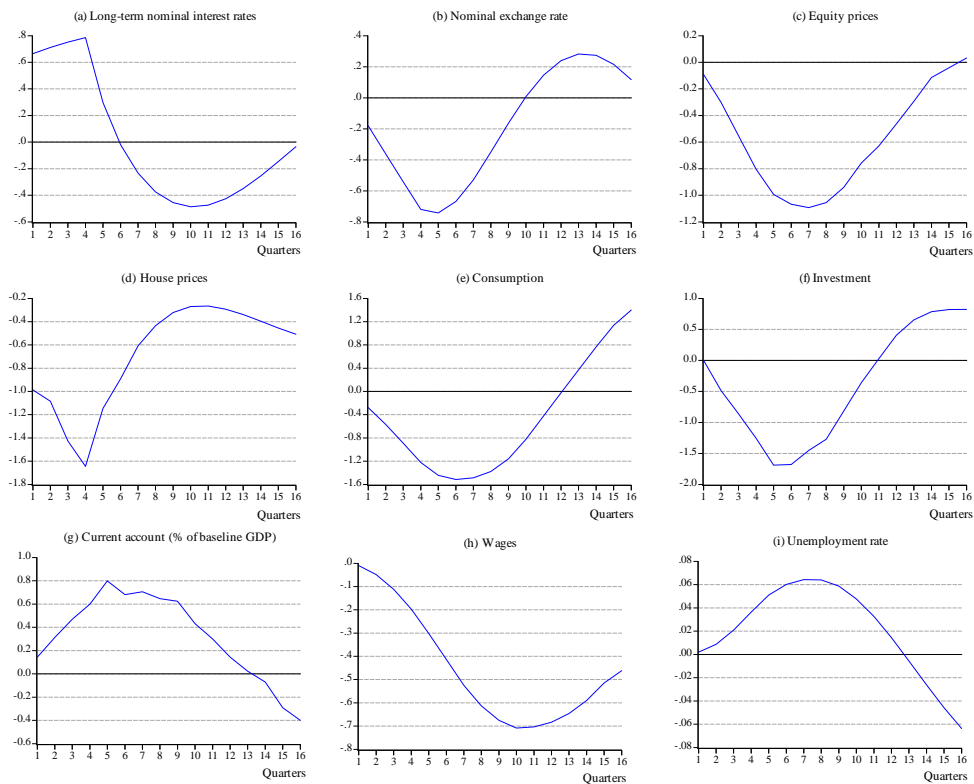 (a) Long-term nominal interest rates
.8
.6
.4
.2
.0
-.2
-.4
-.6
1 2 3 4 5 6 7 8 9 10 11 12 13 14 15 16
Quarters
(b) Nominal exchange rate
.4
.2
.0
-.2
-.4
-.6
-.8
1 2 3 4 5 6 7 8 9 10 11 12 13 14 15 16
Quarters
(c) Equity prices
0.2
0.0
-0.2
-0.4
-0.6
-0.8
-1.0
-1.2
1 2 3 4 5 6 7 8 9 10 11 12 13 14 15 16
Quarters
(d) House prices
-0.2
-0.4
-0.6
-0.8
-1.0
-1.2
-1.4
-1.6
-1.8
1 2 3 4 5 6 7 8 9 10 11 12 13 14 15 16
Quarters
(e) Consumption
1.6
1.2
0.8
0.4
0.0
-0.4
-0.8
-1.2
-1.6
1 2 3 4 5 6 7 8 9 10 11 12 13 14 15 16
Quarters
(f) Investment
1.0
0.5
0.0
-0.5
-1.0
-1.5
-2.0
1 2 3 4 5 6 7 8 9 10 11 12 13 14 15 16
Quarters
(g) Current account (% of baseline GDP)
1.0
0.8
0.6
0.4
0.2
0.0
-0.2
-0.4
-0.6
1 2 3 4 5 6 7 8 9 10 11 12 13 14 15 16
Quarters
(h) Wages
.0
-.1
-.2
-.3
-.4
-.5
-.6
-.7
-.8
1 2 3 4 5 6 7 8 9 10 11 12 13 14 15 16
Quarters
(i) Unemployment rate
.08
.06
.04
.02
.00
-.02
-.04
-.06
-.08
1 2 3 4 5 6 7 8 9 10 11 12 13 14 15 16
Quarters